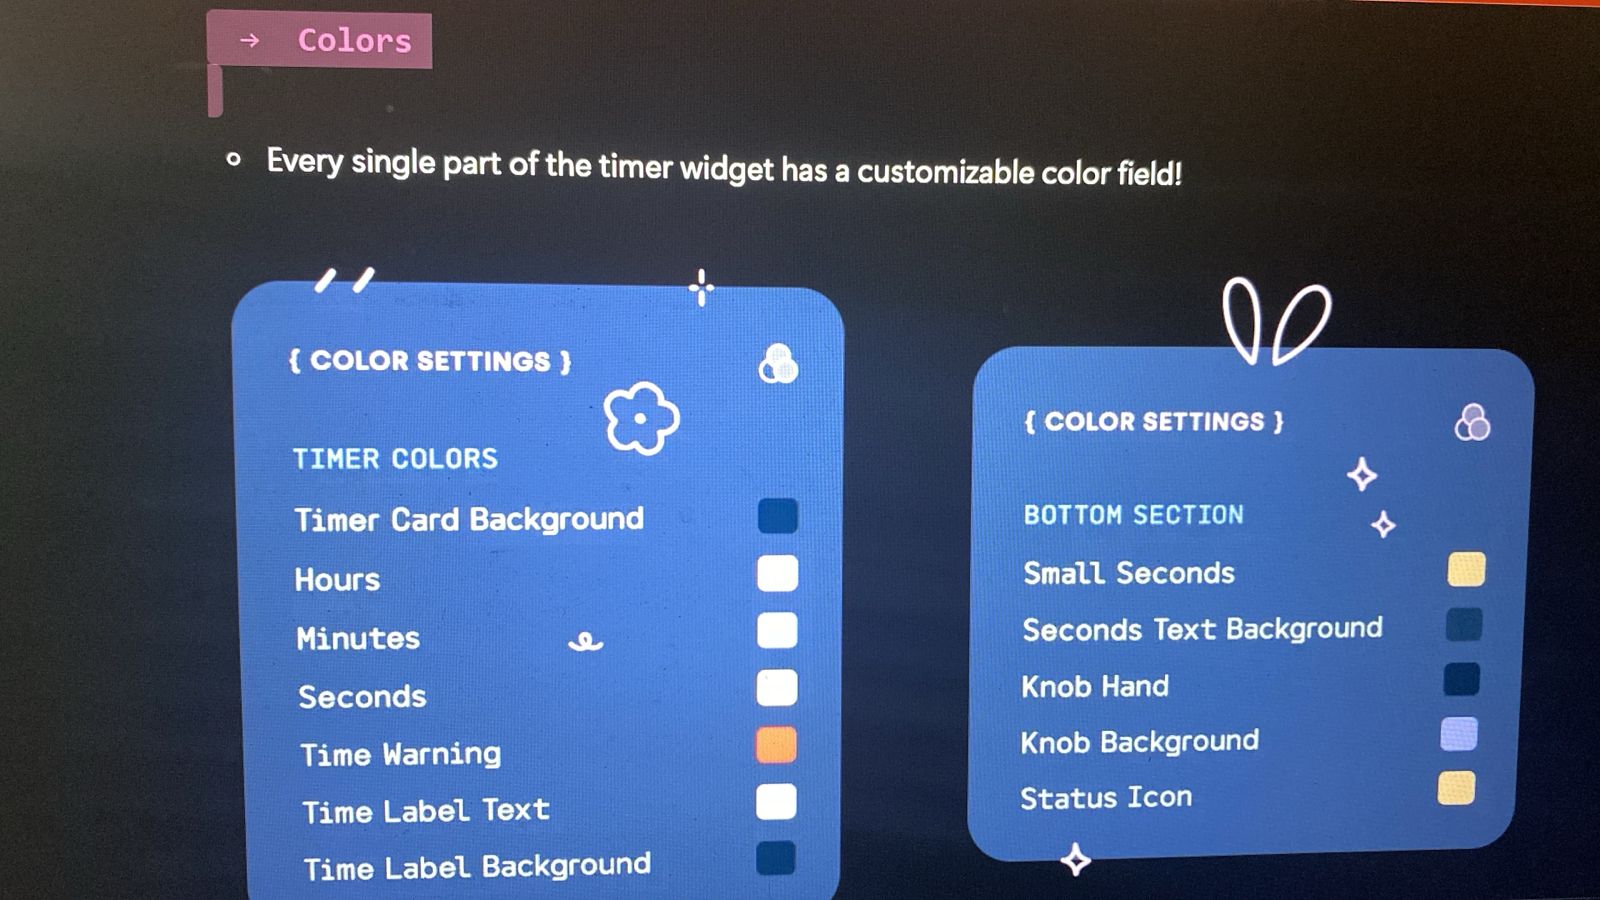 → Colors
Every single part of the timer widget has a customizable color field!
{ COLOR SETTINGS }
TIMER COLORS
Timer Card Background
Hours
Minutes
Seconds
Time Warning
Time Label Text
Time Label Background
{ COLOR SETTINGS }
BOTTOM SECTION
Small Seconds
Seconds Text Background
Knob Hand
Knob Background
Status Icon